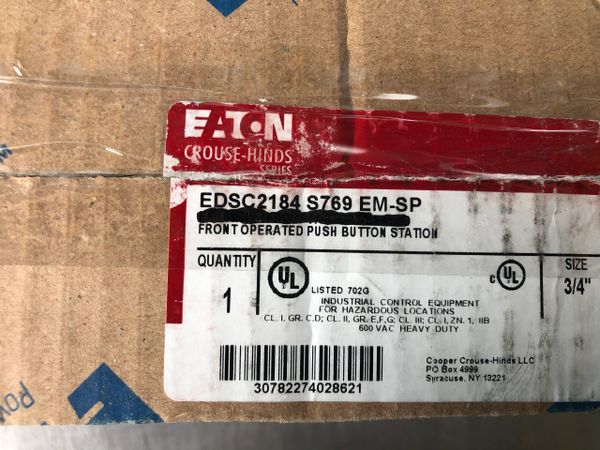 EATON
CROUSE-HINDS
SERIES
EDSC2184 S769 EM-SP
FRONT OPERATED PUSH BUTTON STATION
QUANTITY
1
UL
LISTED 702G
INDUSTRIAL CONTROL EQUIPMENT
FOR HAZARDOUS LOCATIONS
CL. I, GR. C,D; CL. II, GR. E,F,G; CL. III; CL. I, ZN. 1, IIB
600 VAC HEAVY DUTY
c UL
SIZE
3/4"
30782274028621
Cooper Crouse-Hinds LLC
PO Box 4999
Syracuse, NY 13221
Pow